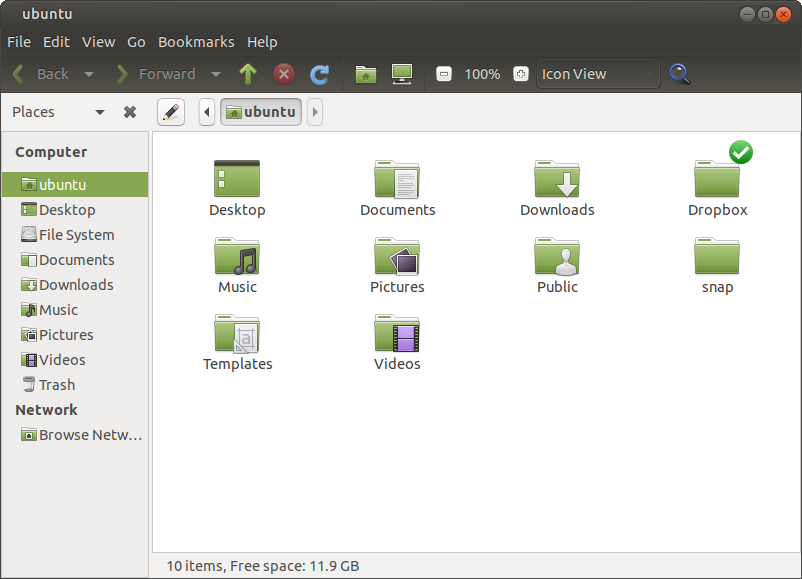 ubuntu
File Edit View Go Bookmarks Help
Back Forward 100% Icon View
Places ubuntu
Computer
ubuntu
Desktop
File System
Documents
Downloads
Music
Pictures
Videos
Trash
Network
Browse Netw...
Desktop Documents Downloads Dropbox
Music Pictures Public snap
a
Templates Videos
10 items, Free space: 11.9 GB